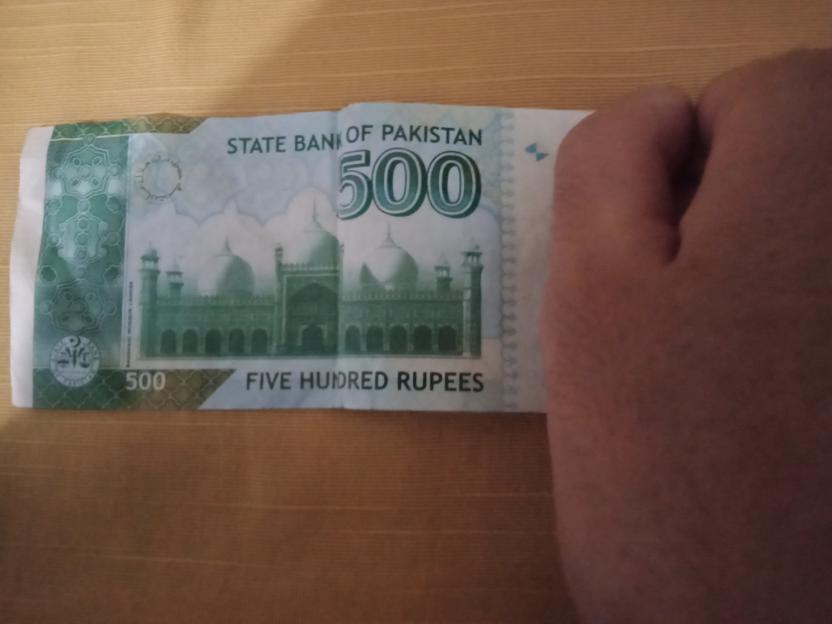 STATE BANK OF PAKISTAN
500
500
FIVE HUNDRED RUPEES